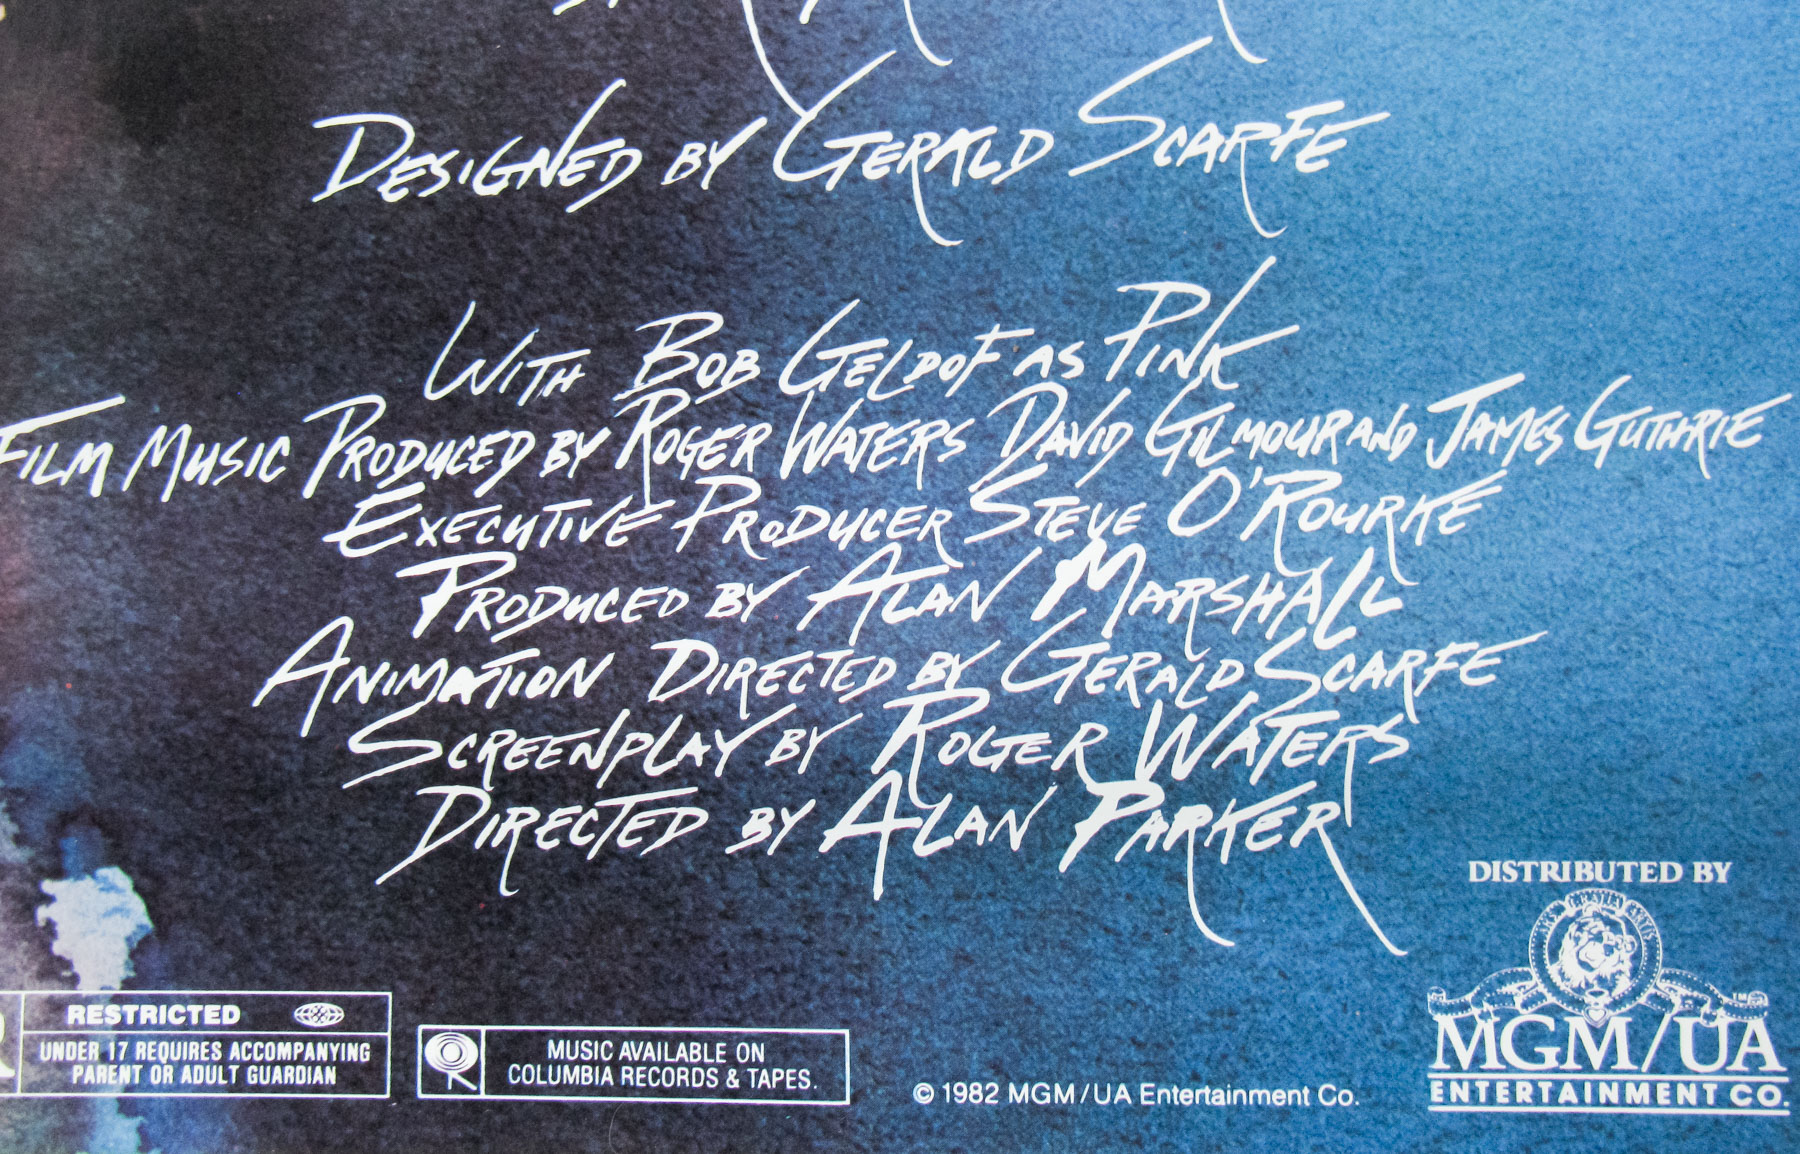 Designed by Gerald Scarfe
With Bob Geldof as Pink
Film Music Produced by Roger Waters David Gilmour and James Guthrie
Executive Producer Steve O'Rourke
Produced by Alan Marshall
Animation Directed by Gerald Scarfe
Screenplay by Roger Waters
Directed by Alan Parker
DISTRIBUTED BY
ARS GRATIA ARTIS
MGM/UA
ENTERTAINMENT CO.
RESTRICTED
UNDER 17 REQUIRES ACCOMPANYING
PARENT OR ADULT GUARDIAN
MUSIC AVAILABLE ON
COLUMBIA RECORDS & TAPES.
© 1982 MGM/UA Entertainment Co.